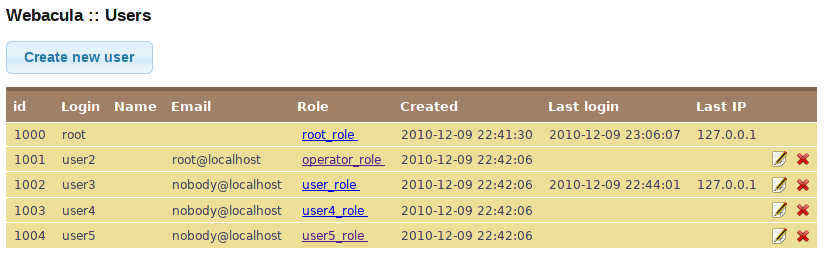 Webacula :: Users
Create new user
id Login Name Email Role Created Last login Last IP
1000 root root_role 2010-12-09 22:41:30 2010-12-09 23:06:07 127.0.0.1
1001 user2 root@localhost operator_role 2010-12-09 22:42:06
1002 user3 nobody@localhost user_role 2010-12-09 22:42:06 2010-12-09 22:44:01 127.0.0.1
1003 user4 nobody@localhost user4_role 2010-12-09 22:42:06
1004 user5 nobody@localhost user5_role 2010-12-09 22:42:06